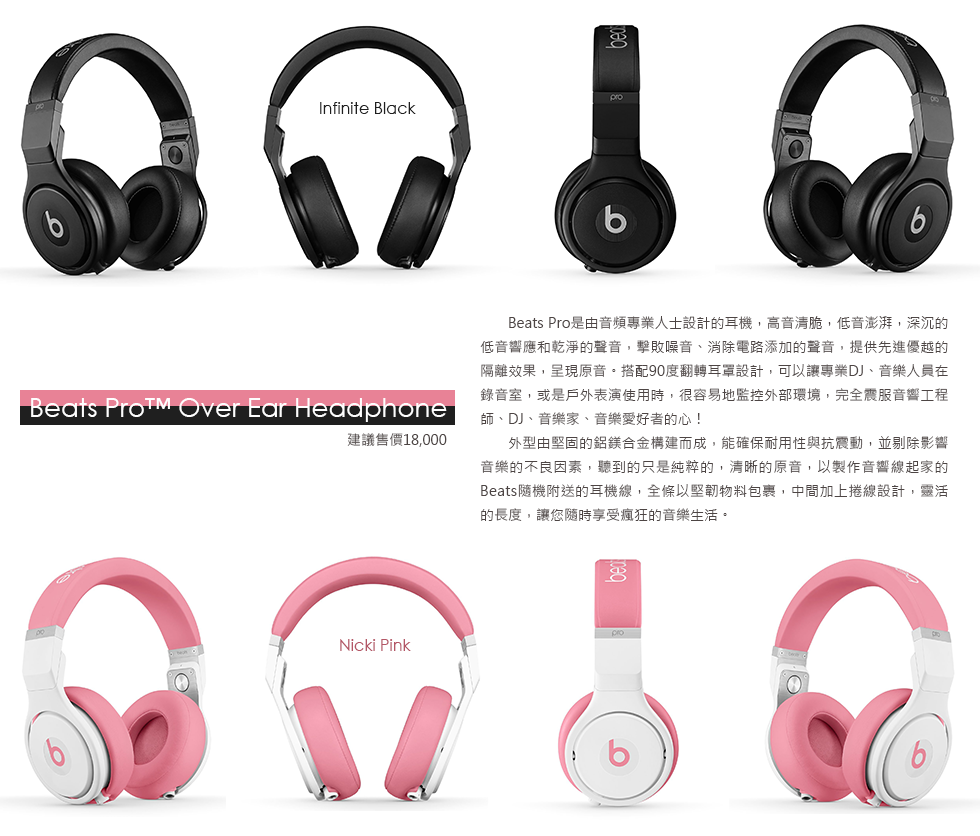 Infinite Black
beats
pro
pro
pro
b
b
b
Beats Pro是由音頻專業人士設計的耳機，高音清脆，低音澎湃，深沉的
低音響應和乾淨的聲音，擊敗噪音、消除電路添加的聲音，提供先進優越的
隔離效果，呈現原音。搭配90度翻轉耳罩設計，可以讓專業DJ、音樂人員在
錄音室，或是戶外表演使用時，很容易地監控外部環境，完全震服音響工程
師、DJ、音樂家、音樂愛好者的心！
Beats Pro™ Over Ear Headphone
建議售價18,000
外型由堅固的鋁鎂合金構建而成，能確保耐用性與抗震動，並剔除影響
音樂的不良因素，聽到的只是純粹的，清晰的原音，以製作音響線起家的
Beats隨機附送的耳機線，全條以堅韌物料包裹，中間加上捲線設計，靈活
的長度，讓您隨時享受瘋狂的音樂生活。
beats
pro
pro
pro
Nicki Pink
b
b
b